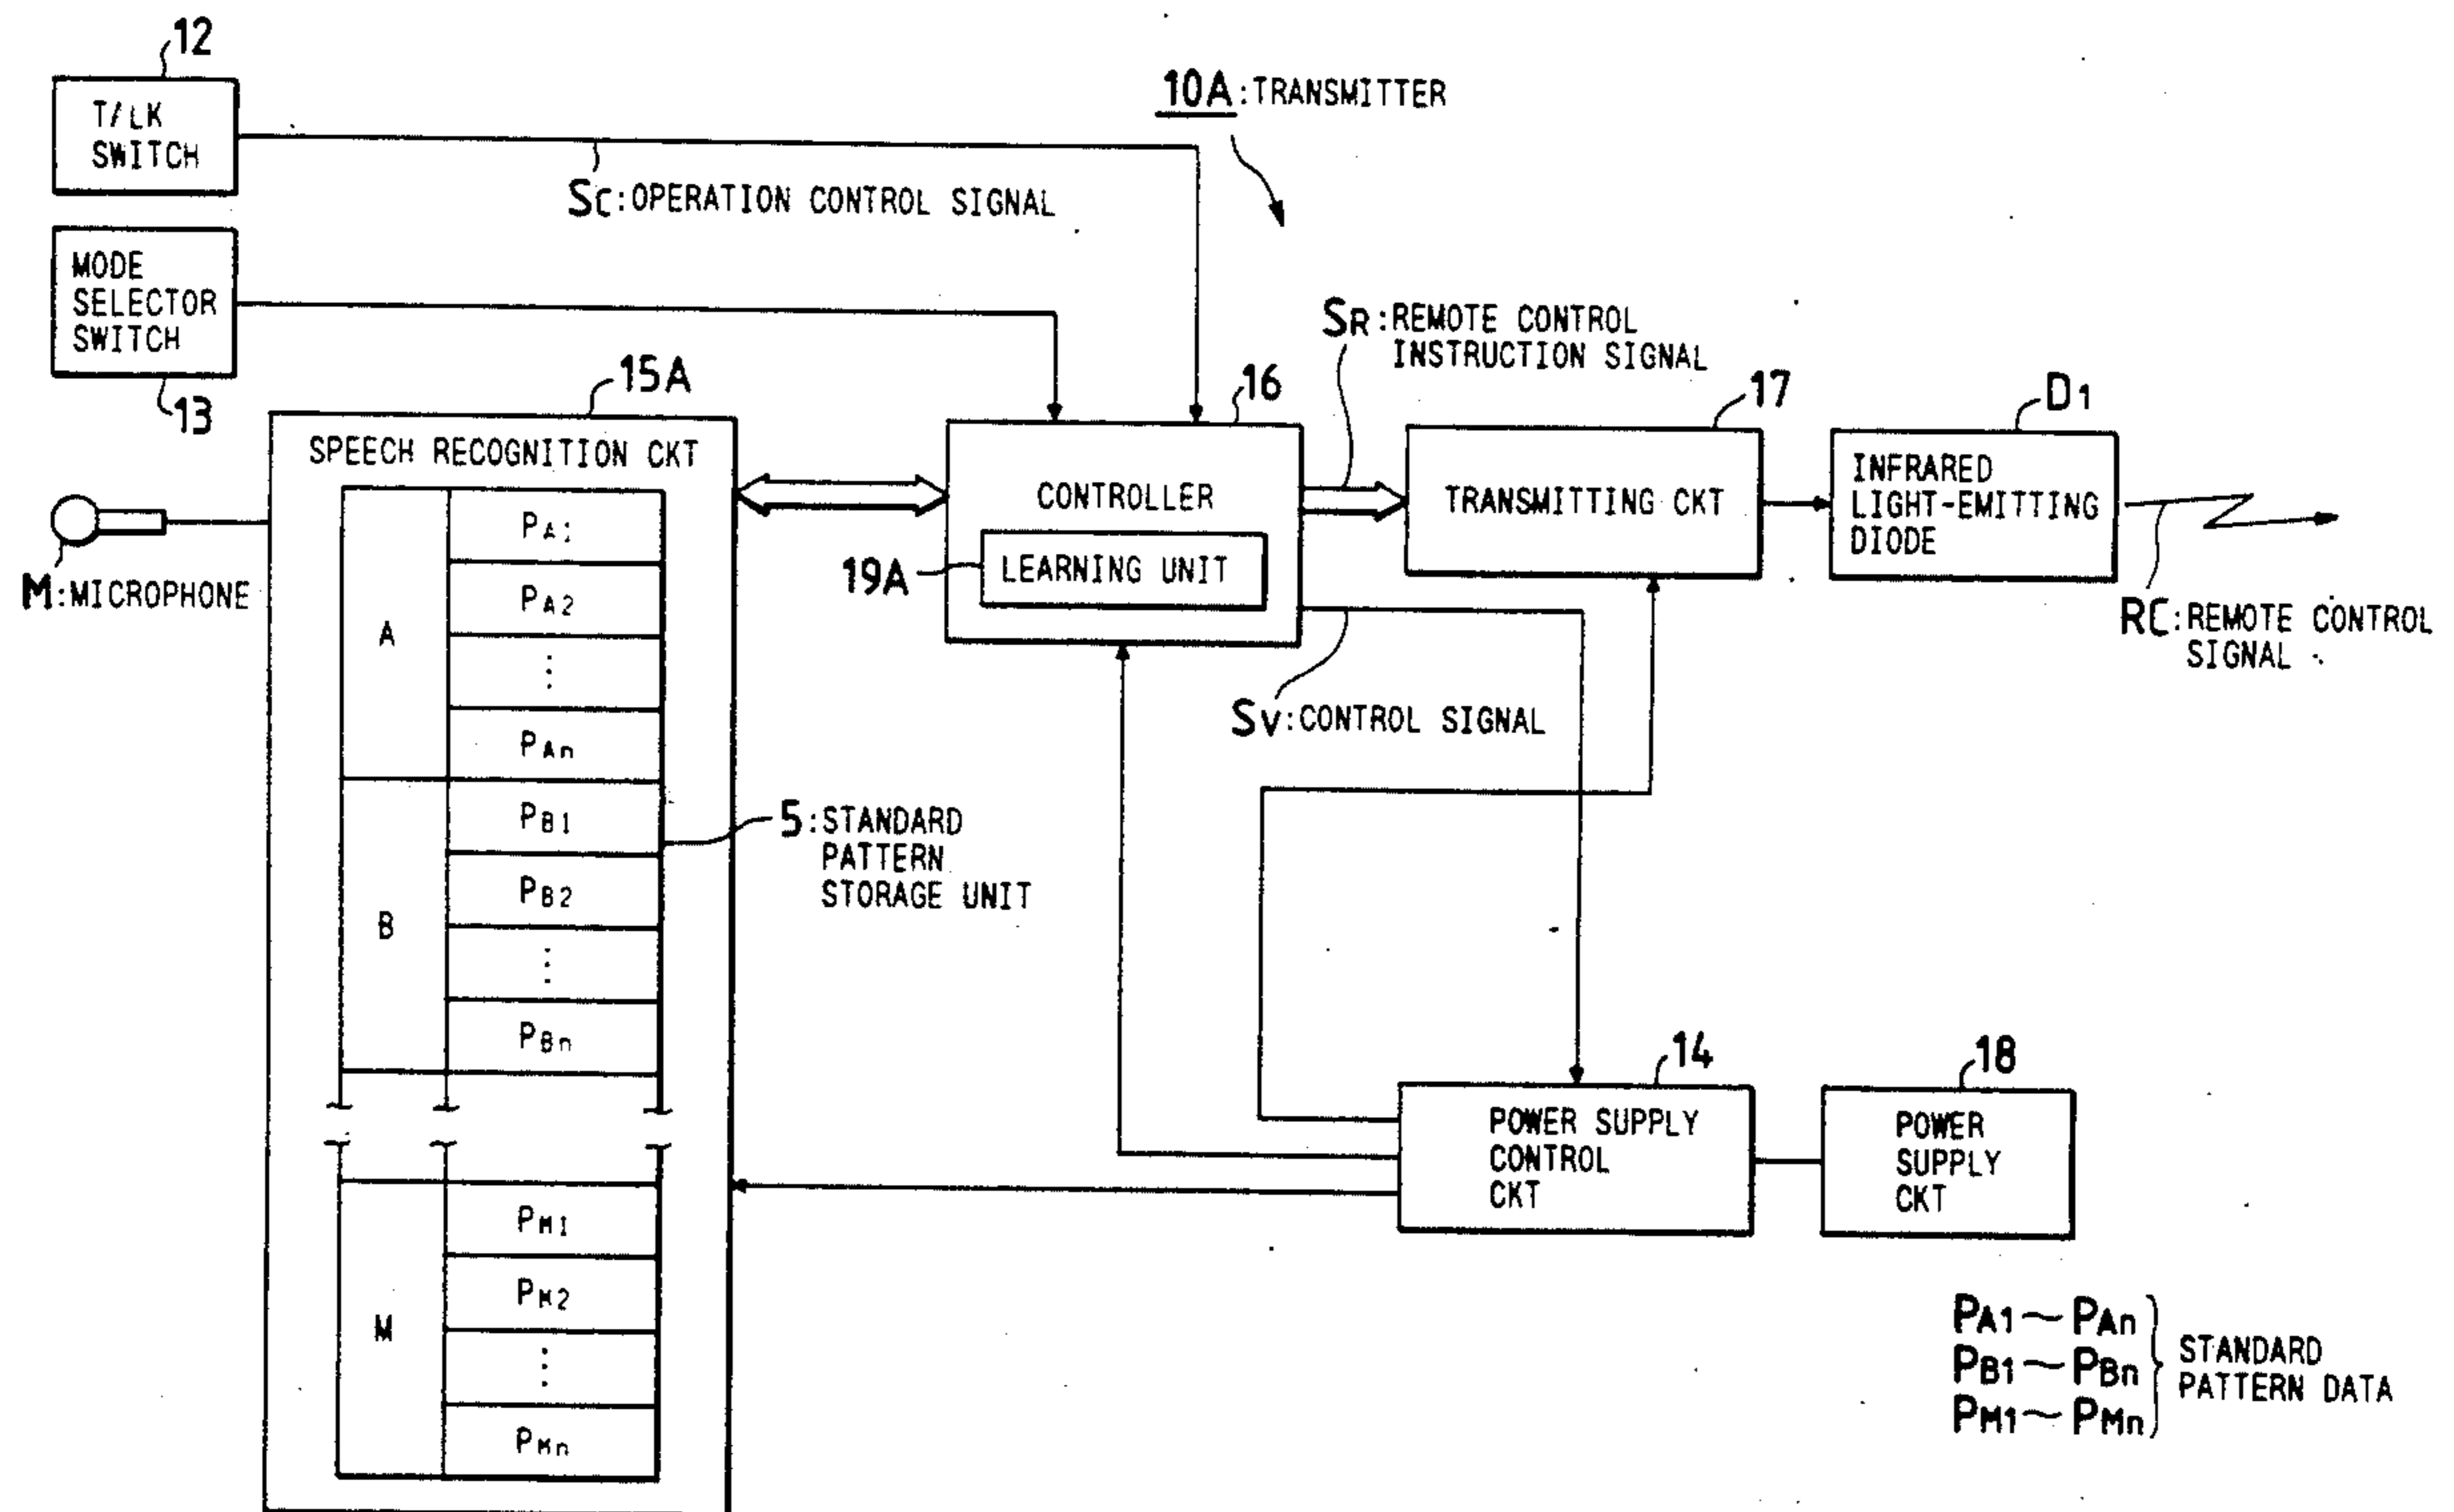 12
T/LK
SWITCH
10A:TRANSMITTER
SC:OPERATION CONTROL SIGNAL
MODE
SELECTOR
SWITCH
13
SR:REMOTE CONTROL
INSTRUCTION SIGNAL
15A
SPEECH RECOGNITION CKT
16
CONTROLLER
19A
LEARNING UNIT
17
TRANSMITTING CKT
D1
INFRARED
LIGHT-EMITTING
DIODE
RC:REMOTE CONTROL
SIGNAL
M:MICROPHONE
SV:CONTROL SIGNAL
A
PA1
PA2
⋮
PAn
B
PB1
PB2
⋮
PBn
5:STANDARD
PATTERN
STORAGE UNIT
M
PM1
PM2
⋮
PMn
14
POWER SUPPLY
CONTROL
CKT
18
POWER
SUPPLY
CKT
PA1~PAn
PB1~PBn
PM1~PMn
STANDARD
PATTERN DATA